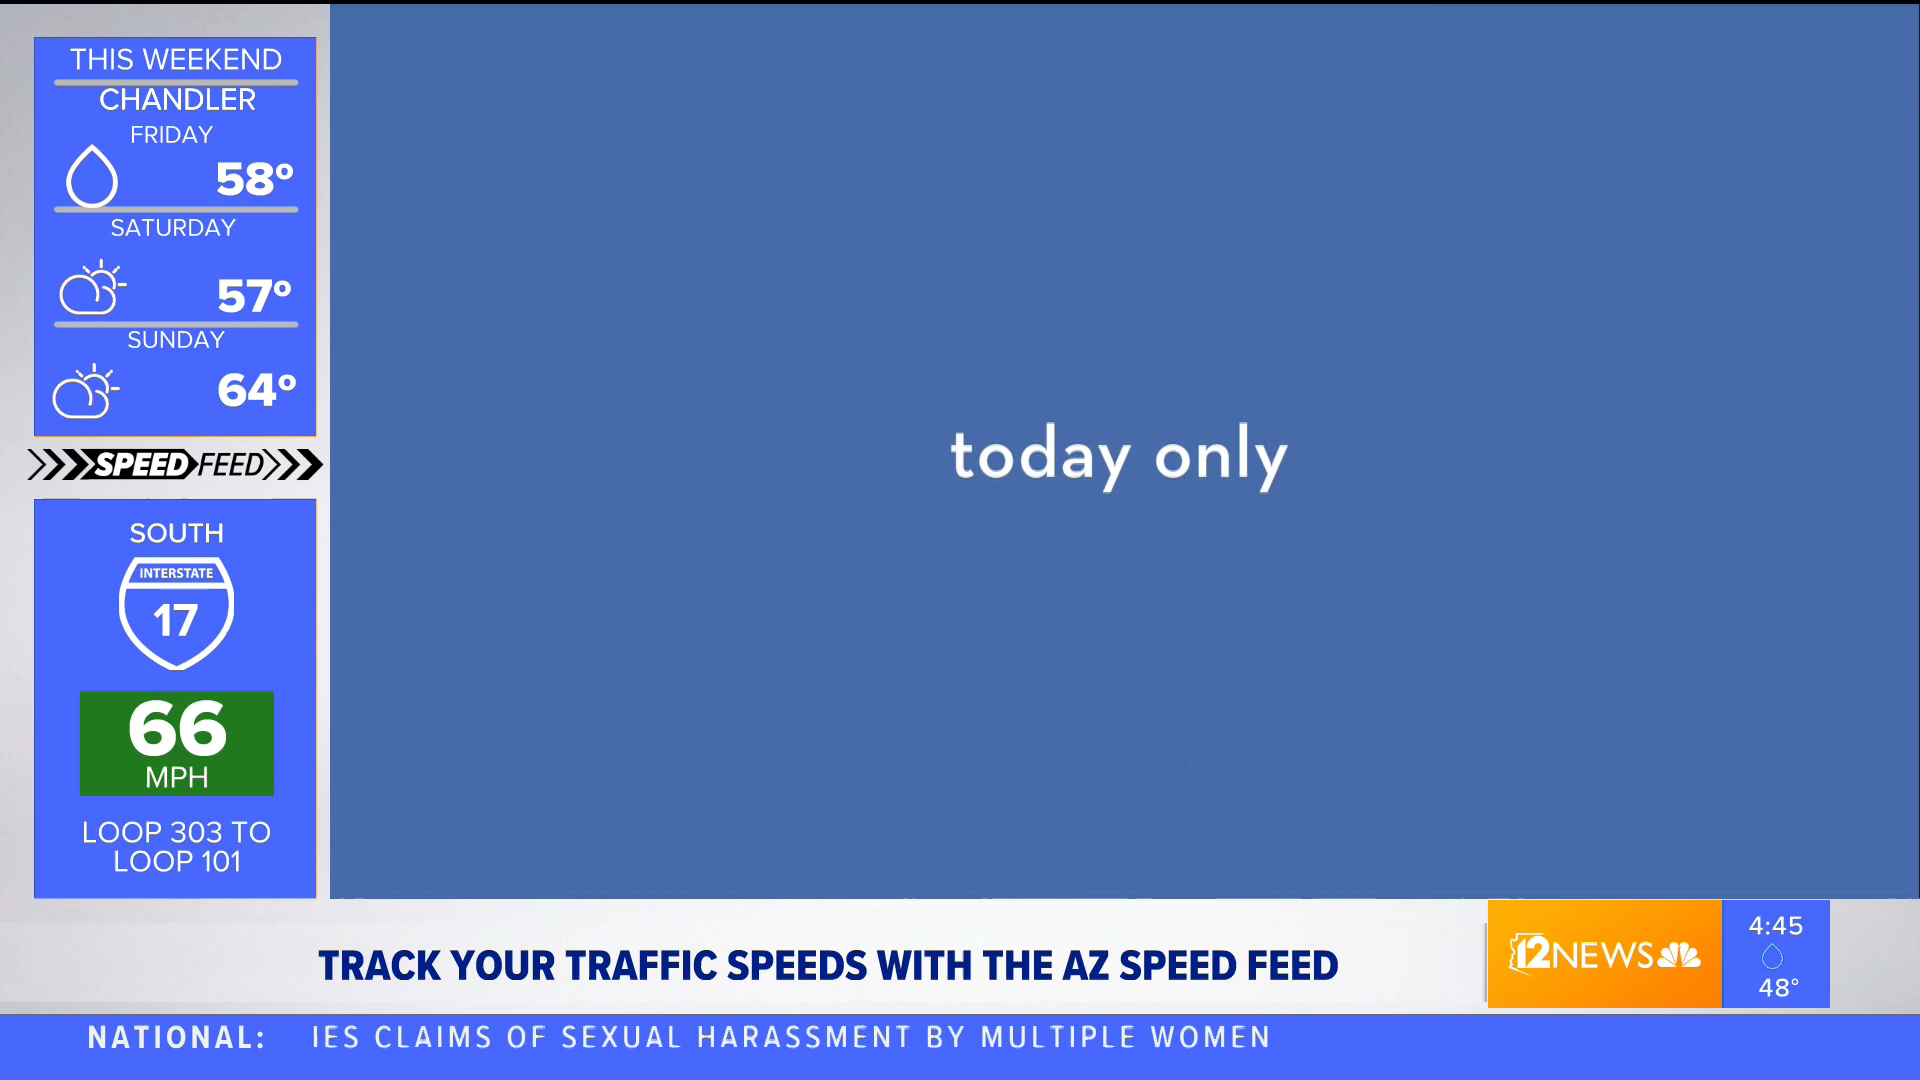 THIS WEEKEND
CHANDLER
FRIDAY
58°
SATURDAY
57°
SUNDAY
64°
SPEED FEED
SOUTH
INTERSTATE
17
66
MPH
LOOP 303 TO
LOOP 101
today only
TRACK YOUR TRAFFIC SPEEDS WITH THE AZ SPEED FEED
12NEWS
4:45
48°
NATIONAL: IES CLAIMS OF SEXUAL HARASSMENT BY MULTIPLE WOMEN